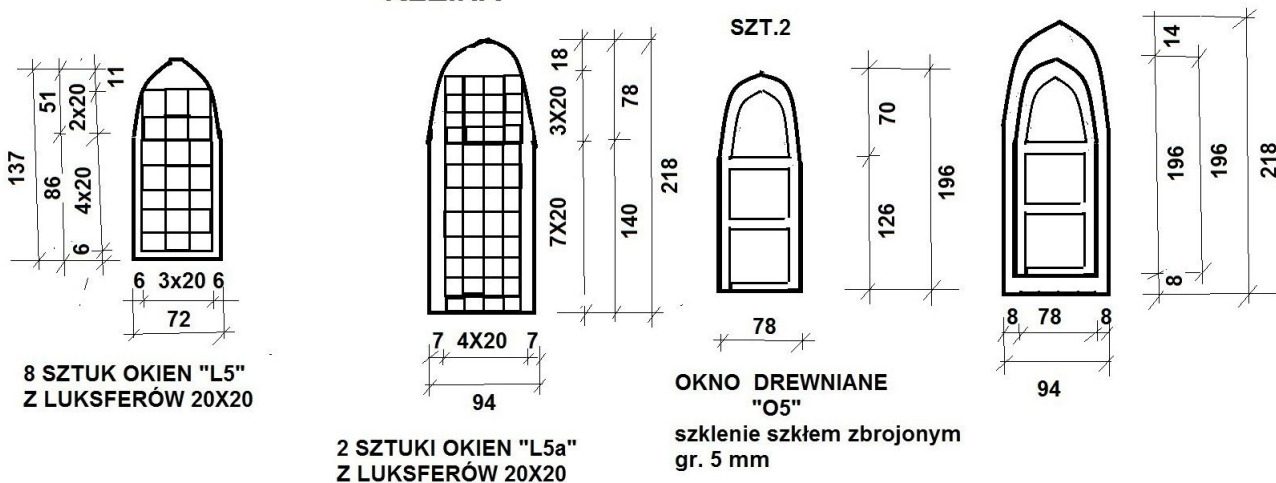 SZT.2
11
51
2x20
137
86
4x20
6
6 3x20 6
72
8 SZTUK OKIEN "L5"
Z LUKSFERÓW 20X20
18
3X20
78
218
7X20
140
7 4X20 7
94
2 SZTUKI OKIEN "L5a"
Z LUKSFERÓW 20X20
70
196
126
78
OKNO DREWNIANE
"O5"
szklenie szkłem zbrojonym
gr. 5 mm
14
196
196
218
8
8 78 8
94